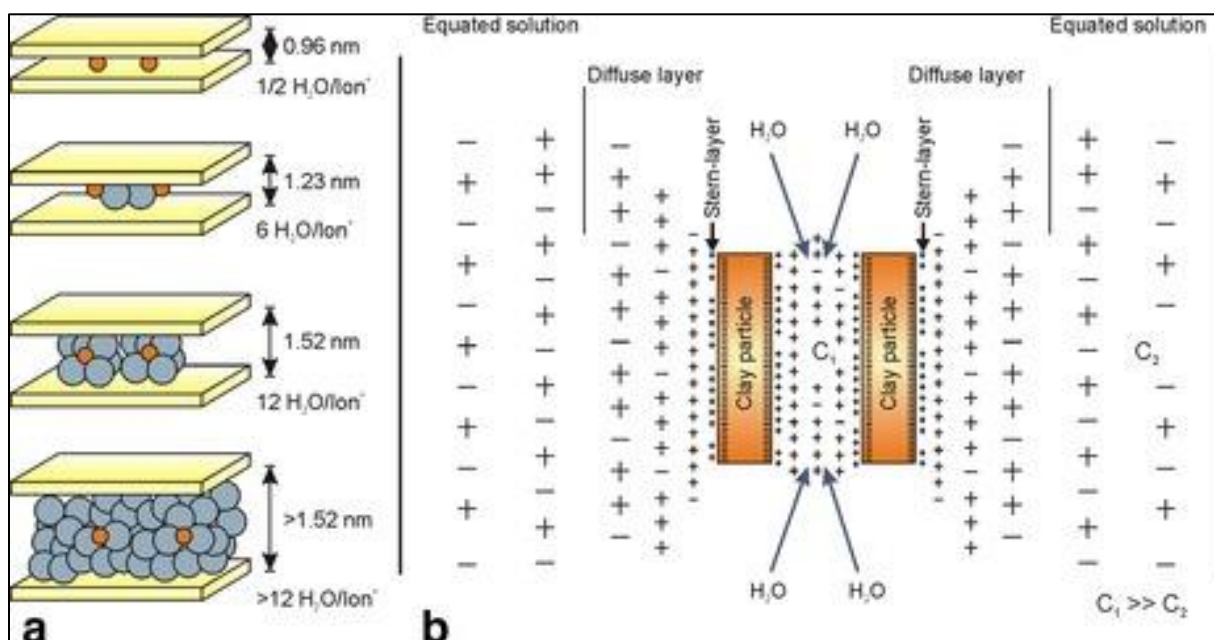 0.96 nm
1/2 H₂O/Ion⁺
1.23 nm
6 H₂O/Ion⁺
1.52 nm
12 H₂O/Ion⁺
>1.52 nm
>12 H₂O/Ion⁺
a
Equated solution
Equated solution
Diffuse layer
Diffuse layer
H₂O
H₂O
Stern-layer
Stern-layer
Clay particle
C₁
Clay particle
C₂
H₂O
H₂O
C₁ >> C₂
b